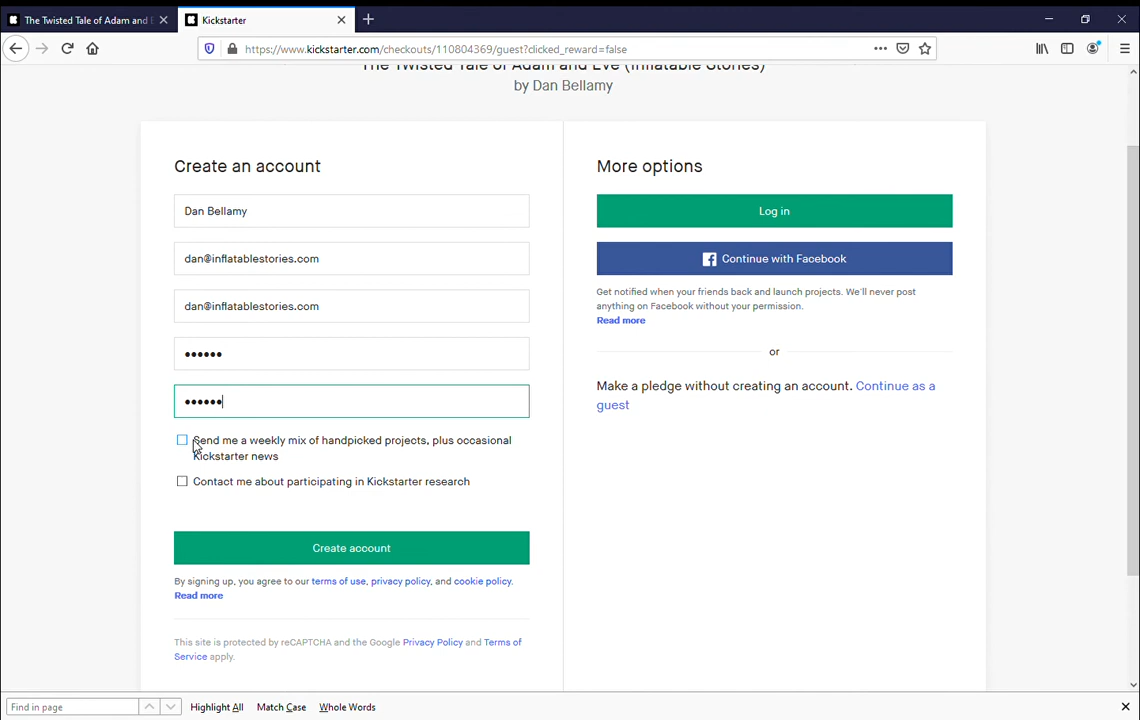 The Twisted Tale of Adam and E
Kickstarter
https://www.kickstarter.com/checkouts/110804369/guest?clicked_reward=false
The Twisted Tale of Adam and Eve (Inflatable Stories)
by Dan Bellamy
Create an account
Dan Bellamy
dan@inflatablestories.com
dan@inflatablestories.com
••••••
••••••
Send me a weekly mix of handpicked projects, plus occasional
Kickstarter news
Contact me about participating in Kickstarter research
Create account
By signing up, you agree to our terms of use, privacy policy, and cookie policy.
Read more
This site is protected by reCAPTCHA and the Google Privacy Policy and Terms of
Service apply.
More options
Log in
Continue with Facebook
Get notified when your friends back and launch projects. We'll never post
anything on Facebook without your permission.
Read more
or
Make a pledge without creating an account. Continue as a
guest
Find in page
Highlight All
Match Case
Whole Words